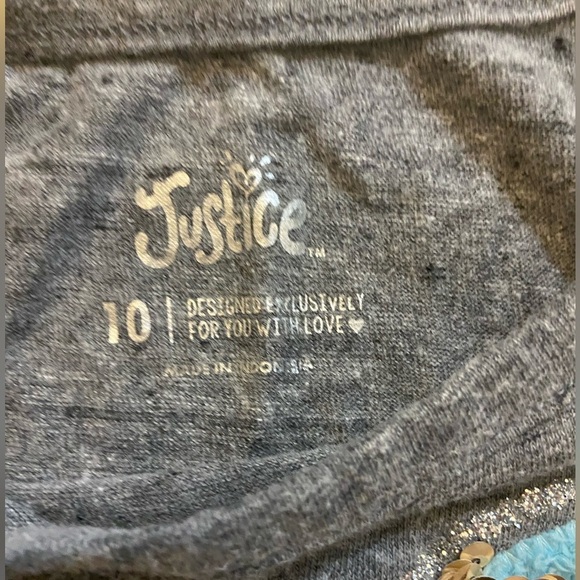 Justice™
10 | DESIGNED EXCLUSIVELY
FOR YOU WITH LOVE ♥
MADE IN INDONESIA